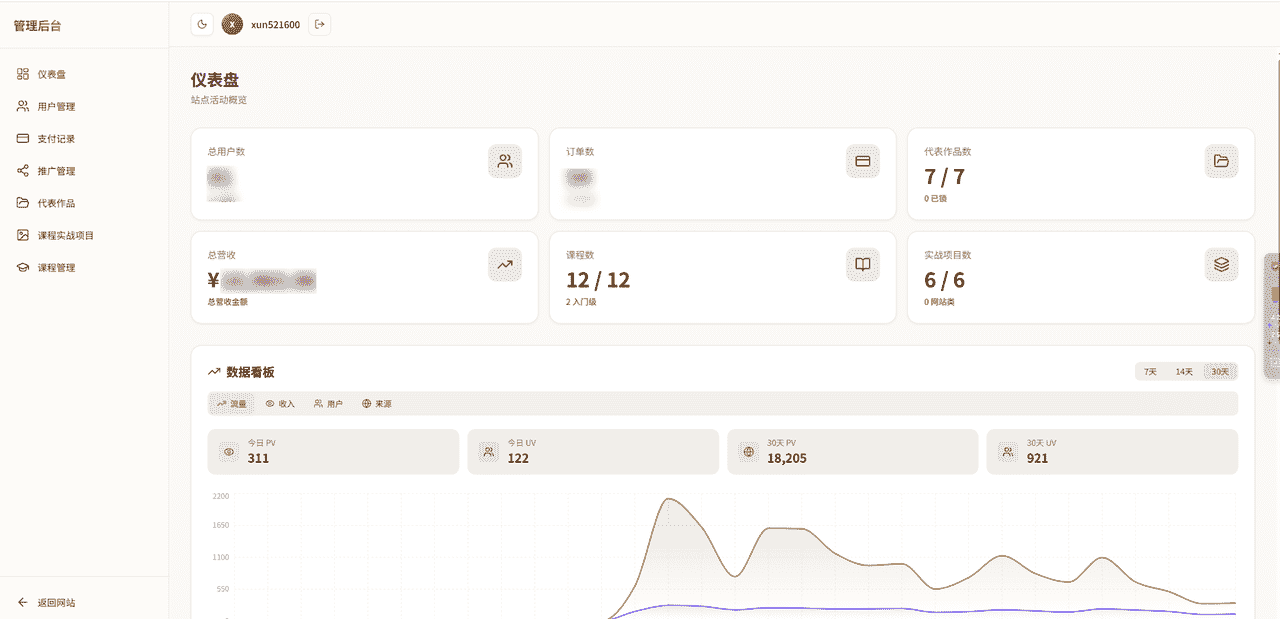 管理后台
xun521600
仪表盘
用户管理
支付记录
推广管理
代表作品
课程实战项目
课程管理
返回网站
仪表盘
站点活动概览
总用户数
订单数
代表作品数
7 / 7
0 已锁
总营收
¥
总营收金额
课程数
12 / 12
2 入门级
实战项目数
6 / 6
0 网站类
数据看板
7天 14天 30天
流量 收入 用户 来源
今日 PV
311
今日 UV
122
30天 PV
18,205
30天 UV
921
2200
1650
1100
550